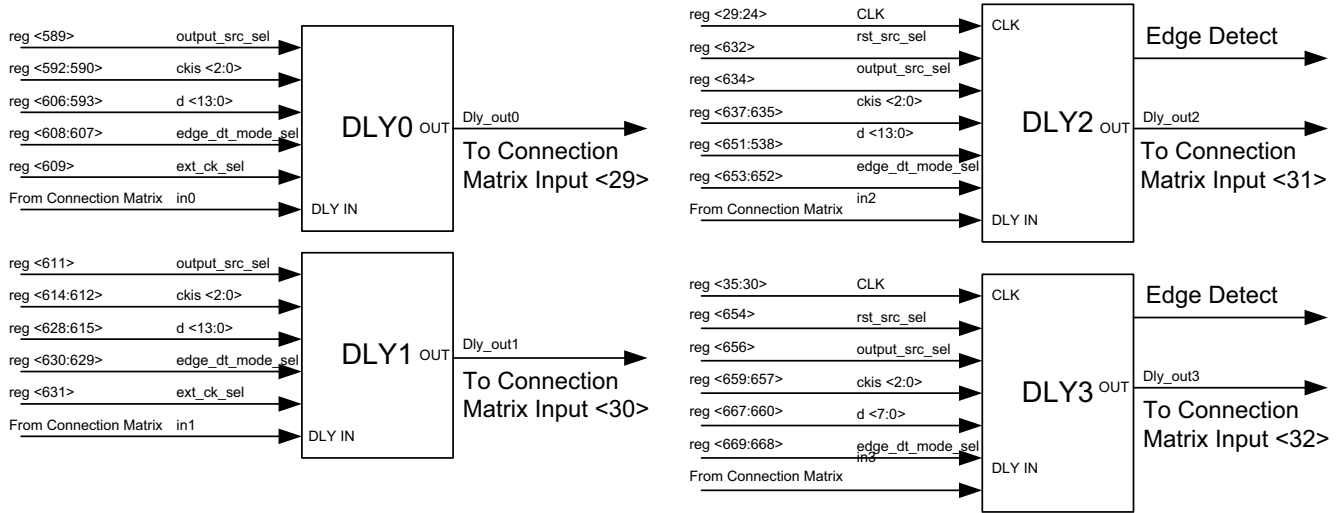 reg <589> output_src_sel
reg <592:590> ckis <2:0>
reg <606:593> d <13:0>
reg <608:607> edge_dt_mode_sel
reg <609> ext_ck_sel
From Connection Matrix in0
DLY IN
DLY0 OUT
Dly_out0
To Connection
Matrix Input <29>
reg <611> output_src_sel
reg <614:612> ckis <2:0>
reg <628:615> d <13:0>
reg <630:629> edge_dt_mode_sel
reg <631> ext_ck_sel
From Connection Matrix in1
DLY IN
DLY1 OUT
Dly_out1
To Connection
Matrix Input <30>
reg <29:24> CLK
CLK
rst_src_sel
reg <632>
output_src_sel
reg <634>
ckis <2:0>
reg <637:635>
d <13:0>
reg <651:538>
edge_dt_mode_sel
reg <653:652>
in2
From Connection Matrix
DLY IN
DLY2 OUT
Edge Detect
Dly_out2
To Connection
Matrix Input <31>
reg <35:30> CLK
CLK
reg <654> rst_src_sel
reg <656> output_src_sel
reg <659:657> ckis <2:0>
reg <667:660> d <7:0>
reg <669:668> edge_dt_mode_sel
in3
From Connection Matrix
DLY IN
DLY3 OUT
Edge Detect
Dly_out3
To Connection
Matrix Input <32>